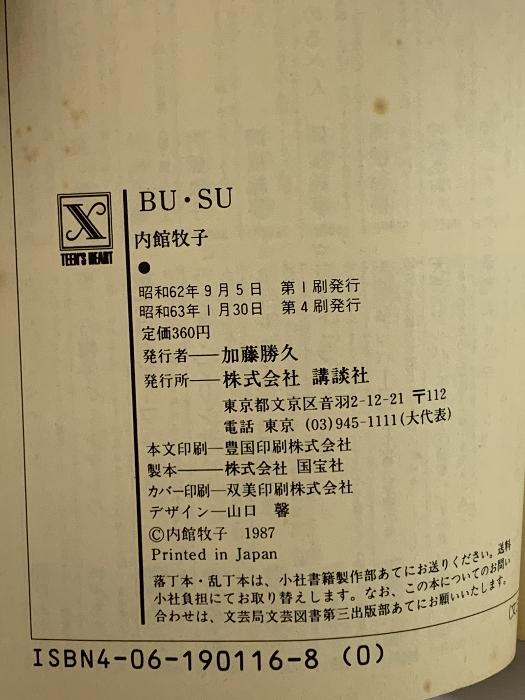 X
TEEN'S HEART
BU・SU
内館牧子
●
昭和62年9月5日 第1刷発行
昭和63年1月30日 第4刷発行
定価360円
発行者——加藤勝久
発行所——株式会社 講談社
東京都文京区音羽2-12-21 〒112
電話 東京 (03)945-1111(大代表)
本文印刷—豊国印刷株式会社
製本———株式会社 国宝社
カバー印刷—双美印刷株式会社
デザイン—山口 馨
©内館牧子 1987
Printed in Japan
落丁本・乱丁本は、小社書籍製作部あてにお送りください。送料
小社負担にてお取り替えします。なお、この本についてのお問い
合わせは、文芸局文芸図書第三出版部あてにお願いいたします。
ISBN4-06-190116-8 (0)